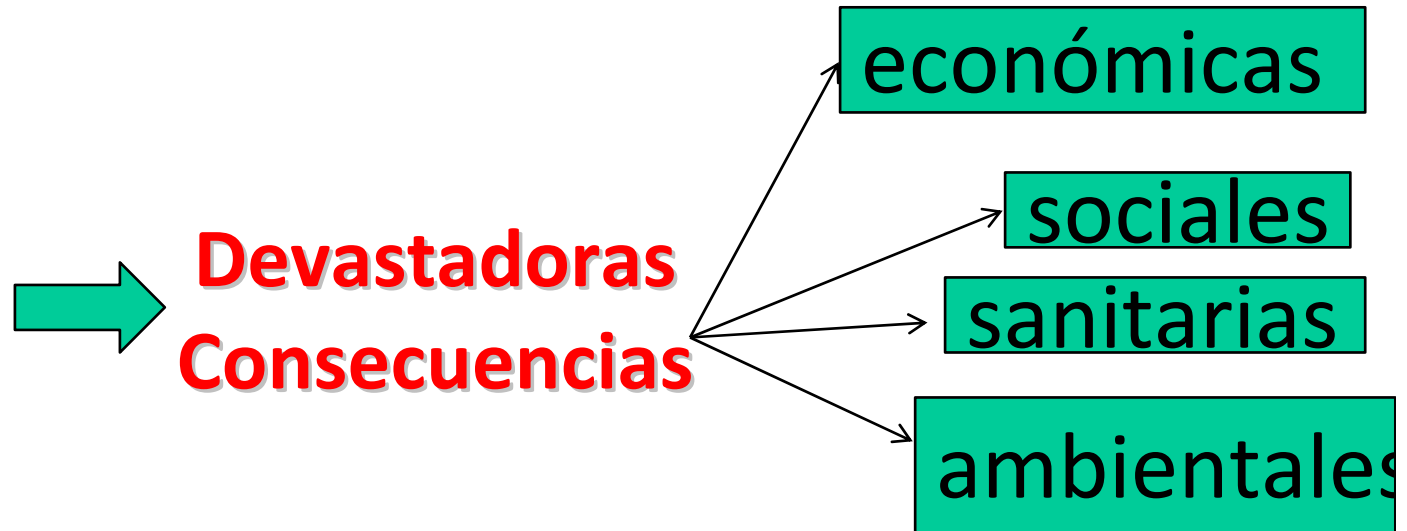 económicas
sociales
Devastadoras
Consecuencias
sanitarias
ambientales